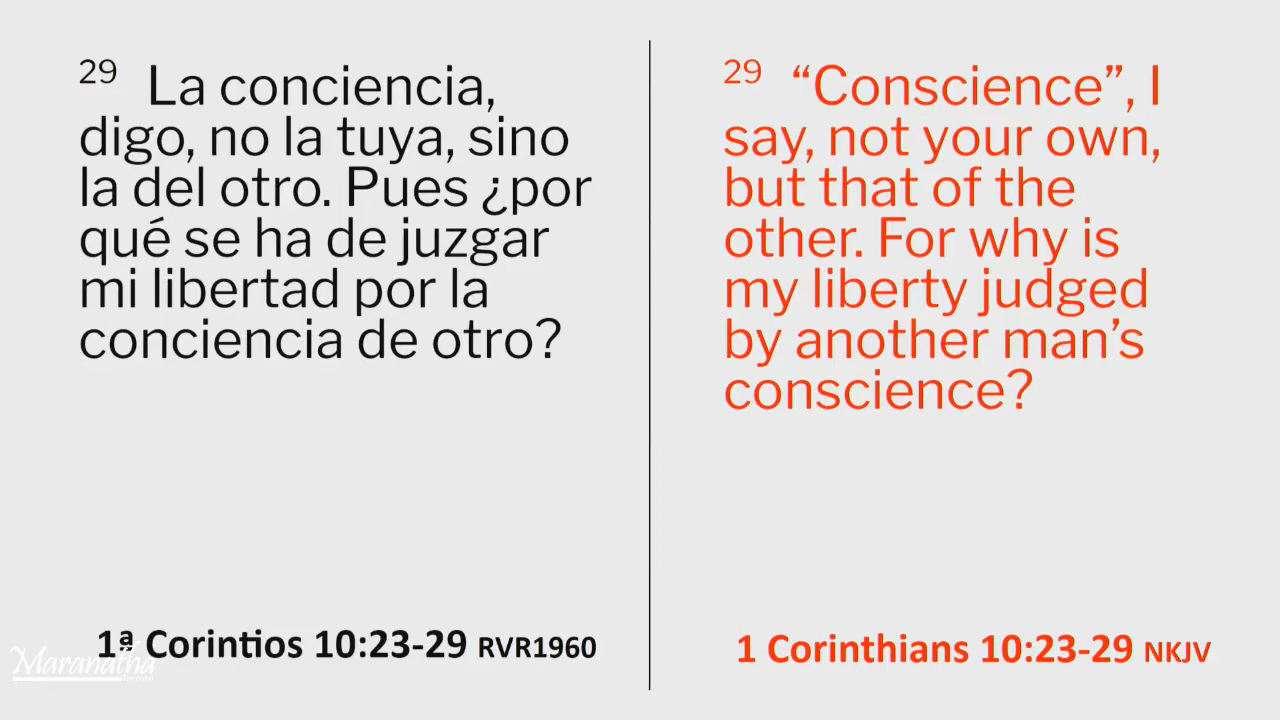 29 La conciencia,
digo, no la tuya, sino
la del otro. Pues ¿por
qué se ha de juzgar
mi libertad por la
conciencia de otro?
1ª Corintios 10:23-29 RVR1960
29 “Conscience”, I
say, not your own,
but that of the
other. For why is
my liberty judged
by another man’s
conscience?
1 Corinthians 10:23-29 NKJV
Maranatha